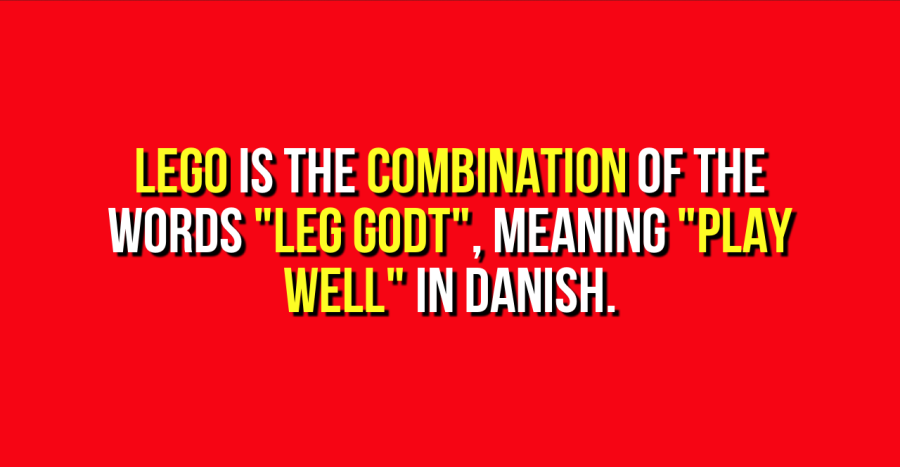 LEGO IS THE COMBINATION OF THE
WORDS "LEG GODT", MEANING "PLAY
WELL" IN DANISH.